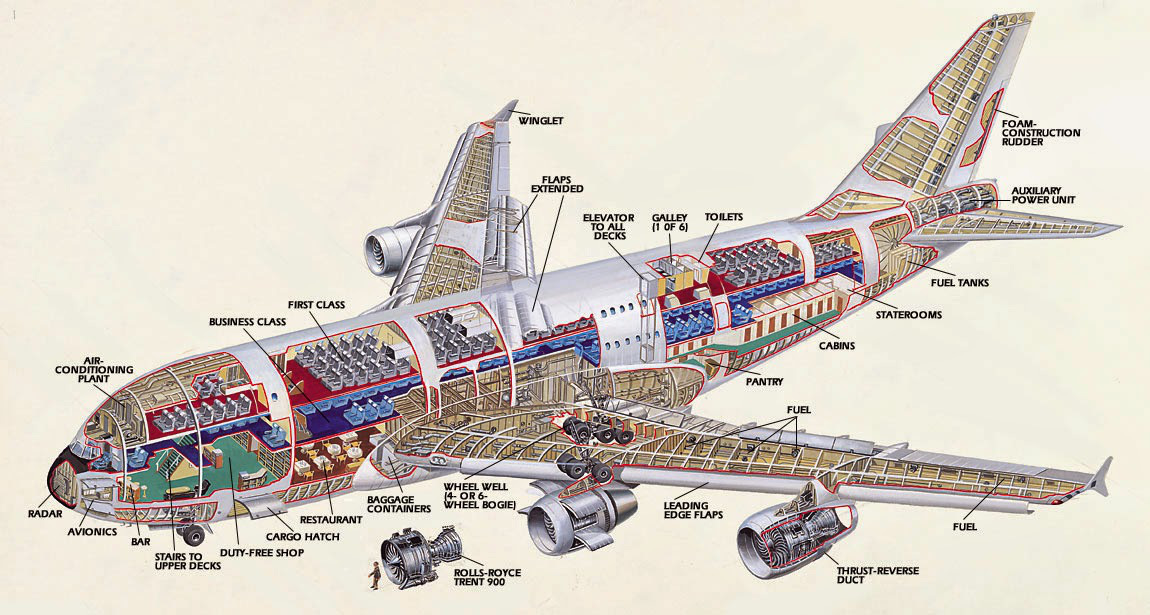 WINGLET
FLAPS
EXTENDED
ELEVATOR
TO ALL
DECKS
GALLEY
(1 OF 6)
TOILETS
FOAM-
CONSTRUCTION
RUDDER
AUXILIARY
POWER UNIT
FUEL TANKS
STATEROOMS
CABINS
PANTRY
FIRST CLASS
BUSINESS CLASS
AIR-
CONDITIONING
PLANT
RADAR
AVIONICS
BAR
STAIRS TO
UPPER DECKS
DUTY-FREE SHOP
CARGO HATCH
RESTAURANT
BAGGAGE
CONTAINERS
WHEEL WELL
(4- OR 6-
WHEEL BOGIE)
ROLLS-ROYCE
TRENT 900
LEADING
EDGE FLAPS
FUEL
FUEL
THRUST-REVERSE
DUCT